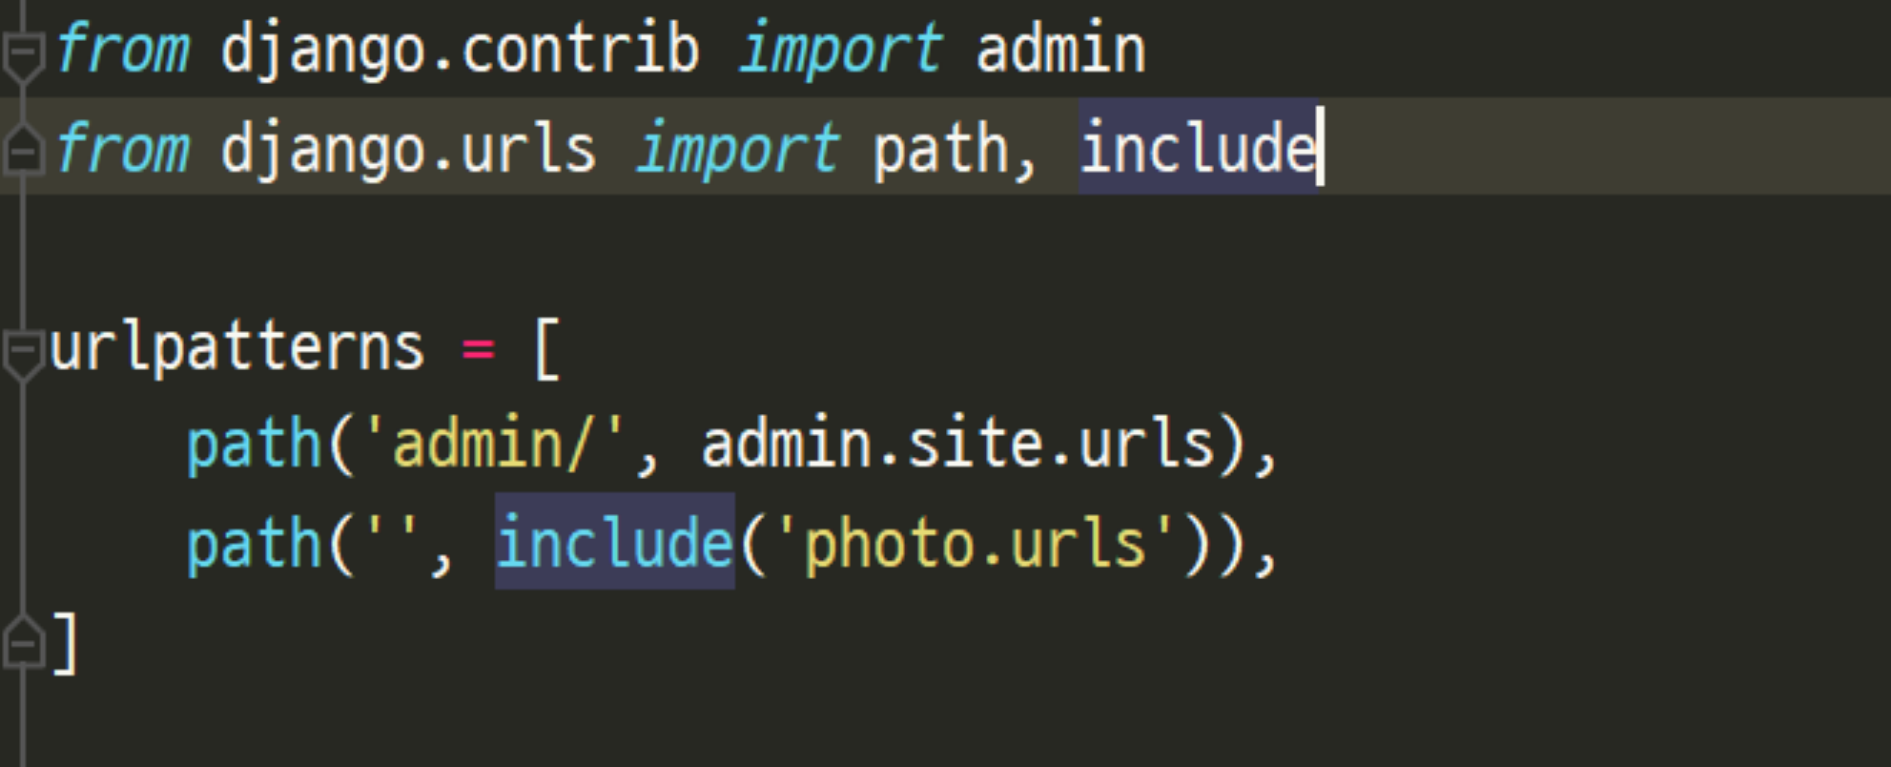 from django.contrib import admin
from django.urls import path, include
urlpatterns = [
    path('admin/', admin.site.urls),
    path('', include('photo.urls')),
]